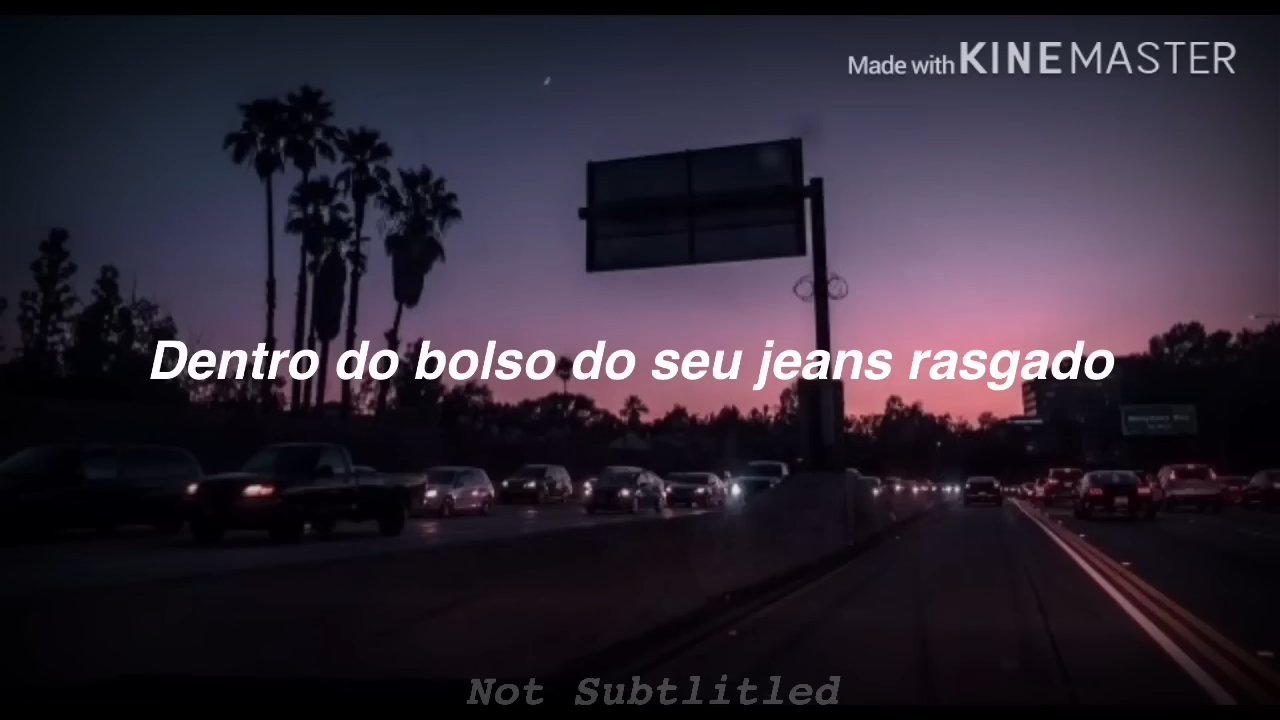 Made with KINEMASTER
Dentro do bolso do seu jeans rasgado
Not Subtlitled